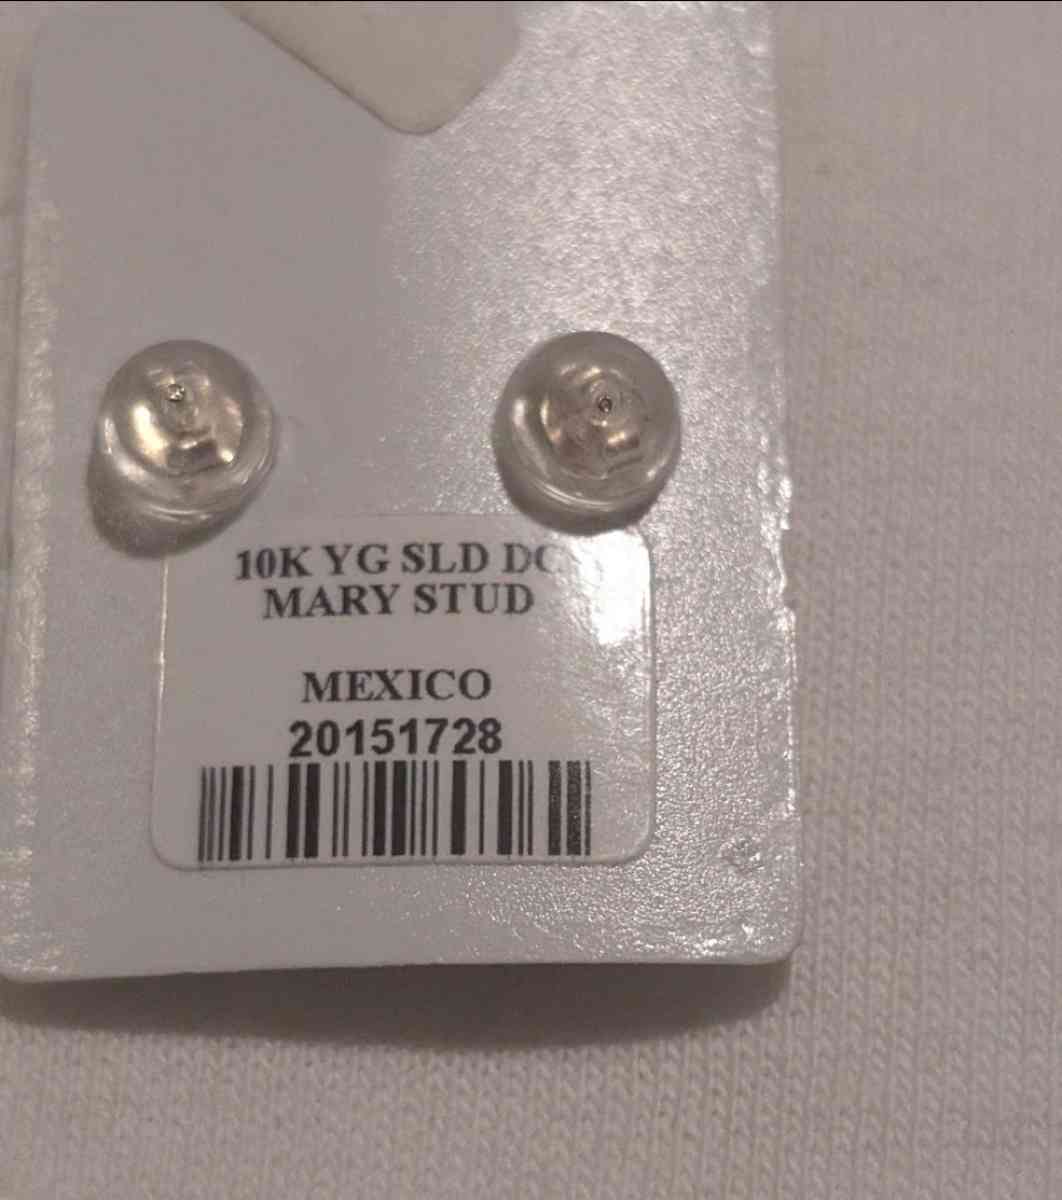 10K YG SLD DC
MARY STUD
MEXICO
20151728